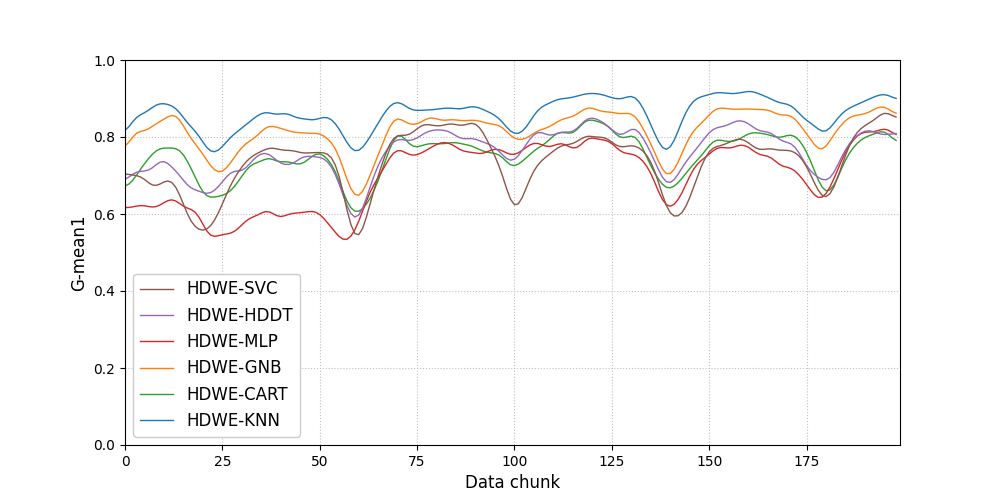 1.0
0.8
0.6
0.4
0.2
0.0
G-mean1
HDWE-SVC
HDWE-HDDT
HDWE-MLP
HDWE-GNB
HDWE-CART
HDWE-KNN
0 25 50 75 100 125 150 175
Data chunk